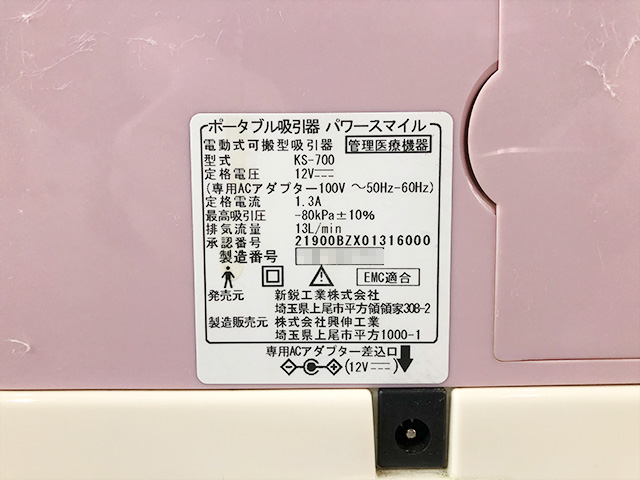 ポータブル吸引器 パワースマイル
電動式可搬型吸引器 管理医療機器
型式 KS-700
定格電圧 12V⎓
(専用ACアダプター100V ～50Hz-60Hz)
定格電流 1.3A
最高吸引圧 -80kPa±10%
排気流量 13L/min
承認番号 21900BZX01316000
製造番号
EMC適合
発売元 新鋭工業株式会社
埼玉県上尾市平方領領家308-2
製造販売元 株式会社興伸工業
埼玉県上尾市平方1000-1
専用ACアダプター差込口
(12V⎓)